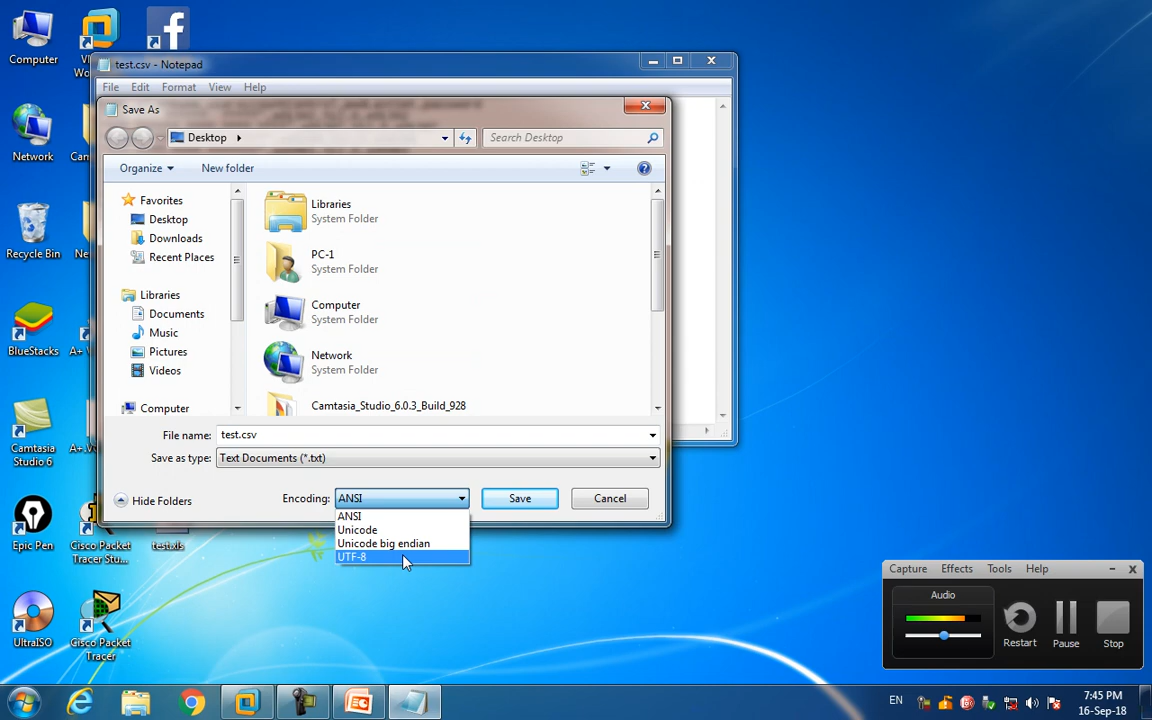 Computer
Network
Recycle Bin
BlueStacks
A+
Camtasia
Studio 6
A+
Epic Pen
Cisco Packet
Tracer Stu...
test.xls
UltraISO
Cisco Packet
Tracer
test.csv - Notepad
File Edit Format View Help
Save As
Desktop
Search Desktop
Organize
New folder
Favorites
Desktop
Downloads
Recent Places
Libraries
Documents
Music
Pictures
Videos
Computer
Libraries
System Folder
PC-1
System Folder
Computer
System Folder
Network
System Folder
Camtasia_Studio_6.0.3_Build_928
File name: test.csv
Save as type: Text Documents (*.txt)
Hide Folders
Encoding: ANSI
Save
Cancel
ANSI
Unicode
Unicode big endian
UTF-8
Capture Effects Tools Help
Audio
Restart
Pause
Stop
EN
7:45 PM
16-Sep-18